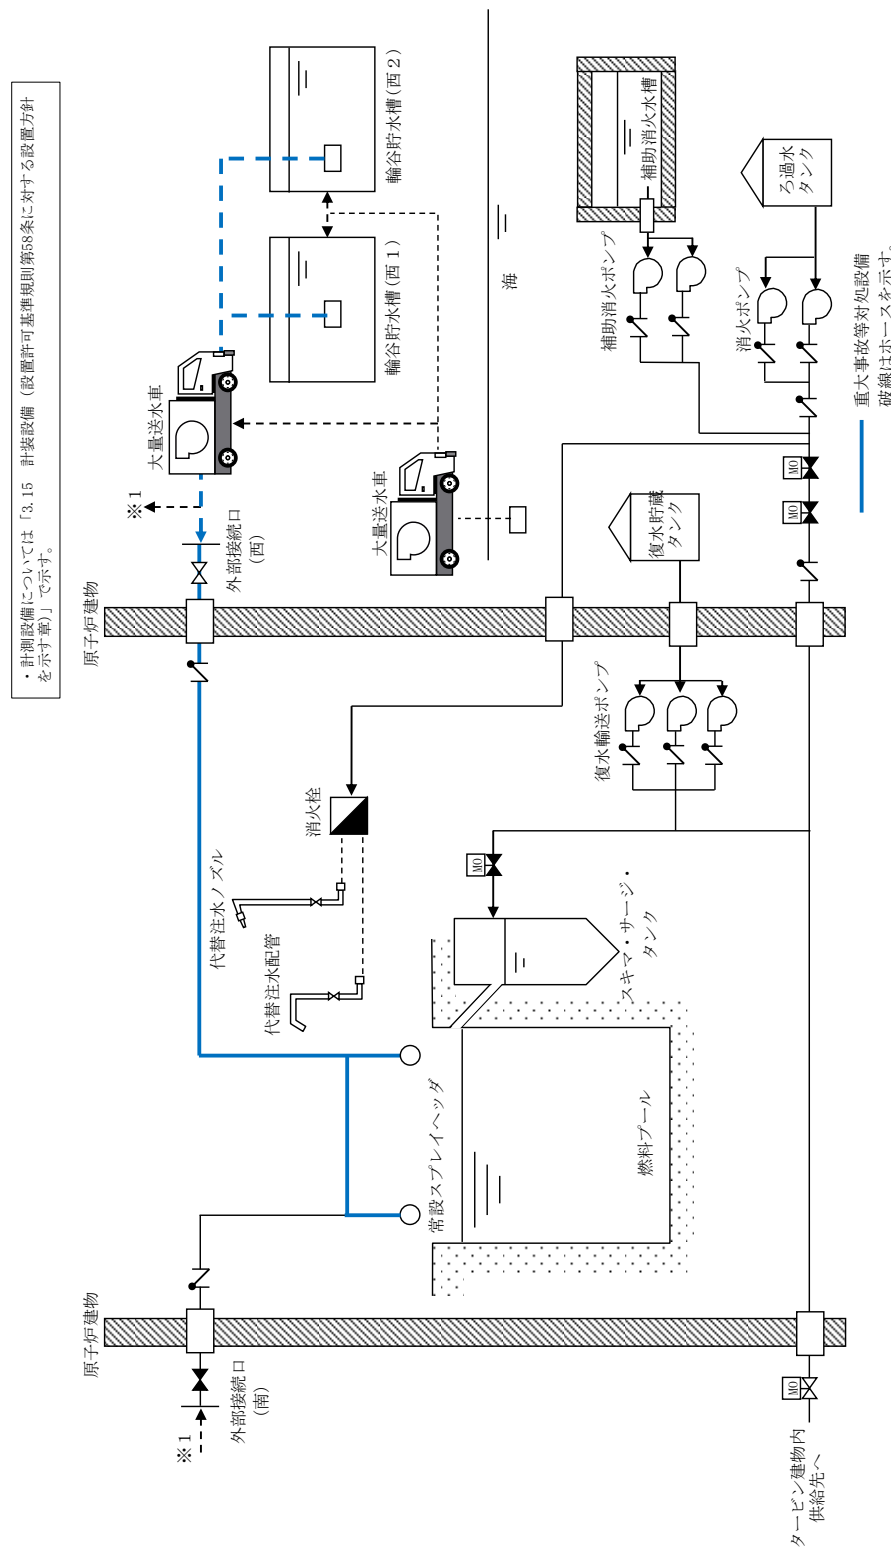 ・計測設備については「3.15　計装設備（設置許可基準規則第58条に対する設置方針
を示す章）」で示す。
原子炉建物
原子炉建物
※1
外部接続口
(南)
※1
外部接続口
(西)
大量送水車
輪谷貯水槽(西1)
輪谷貯水槽(西2)
大量送水車
海
代替注水ノズル
代替注水配管
消火栓
常設スプレイヘッダ
燃料プール
スキマ・サージ・
タンク
MO
復水輸送ポンプ
復水貯蔵
タンク
補助消火ポンプ
補助消火水槽
消火ポンプ
ろ過水
タンク
MO
MO
MO
タービン建物内
供給先へ
重大事故等対処設備
破線はホースを示す。